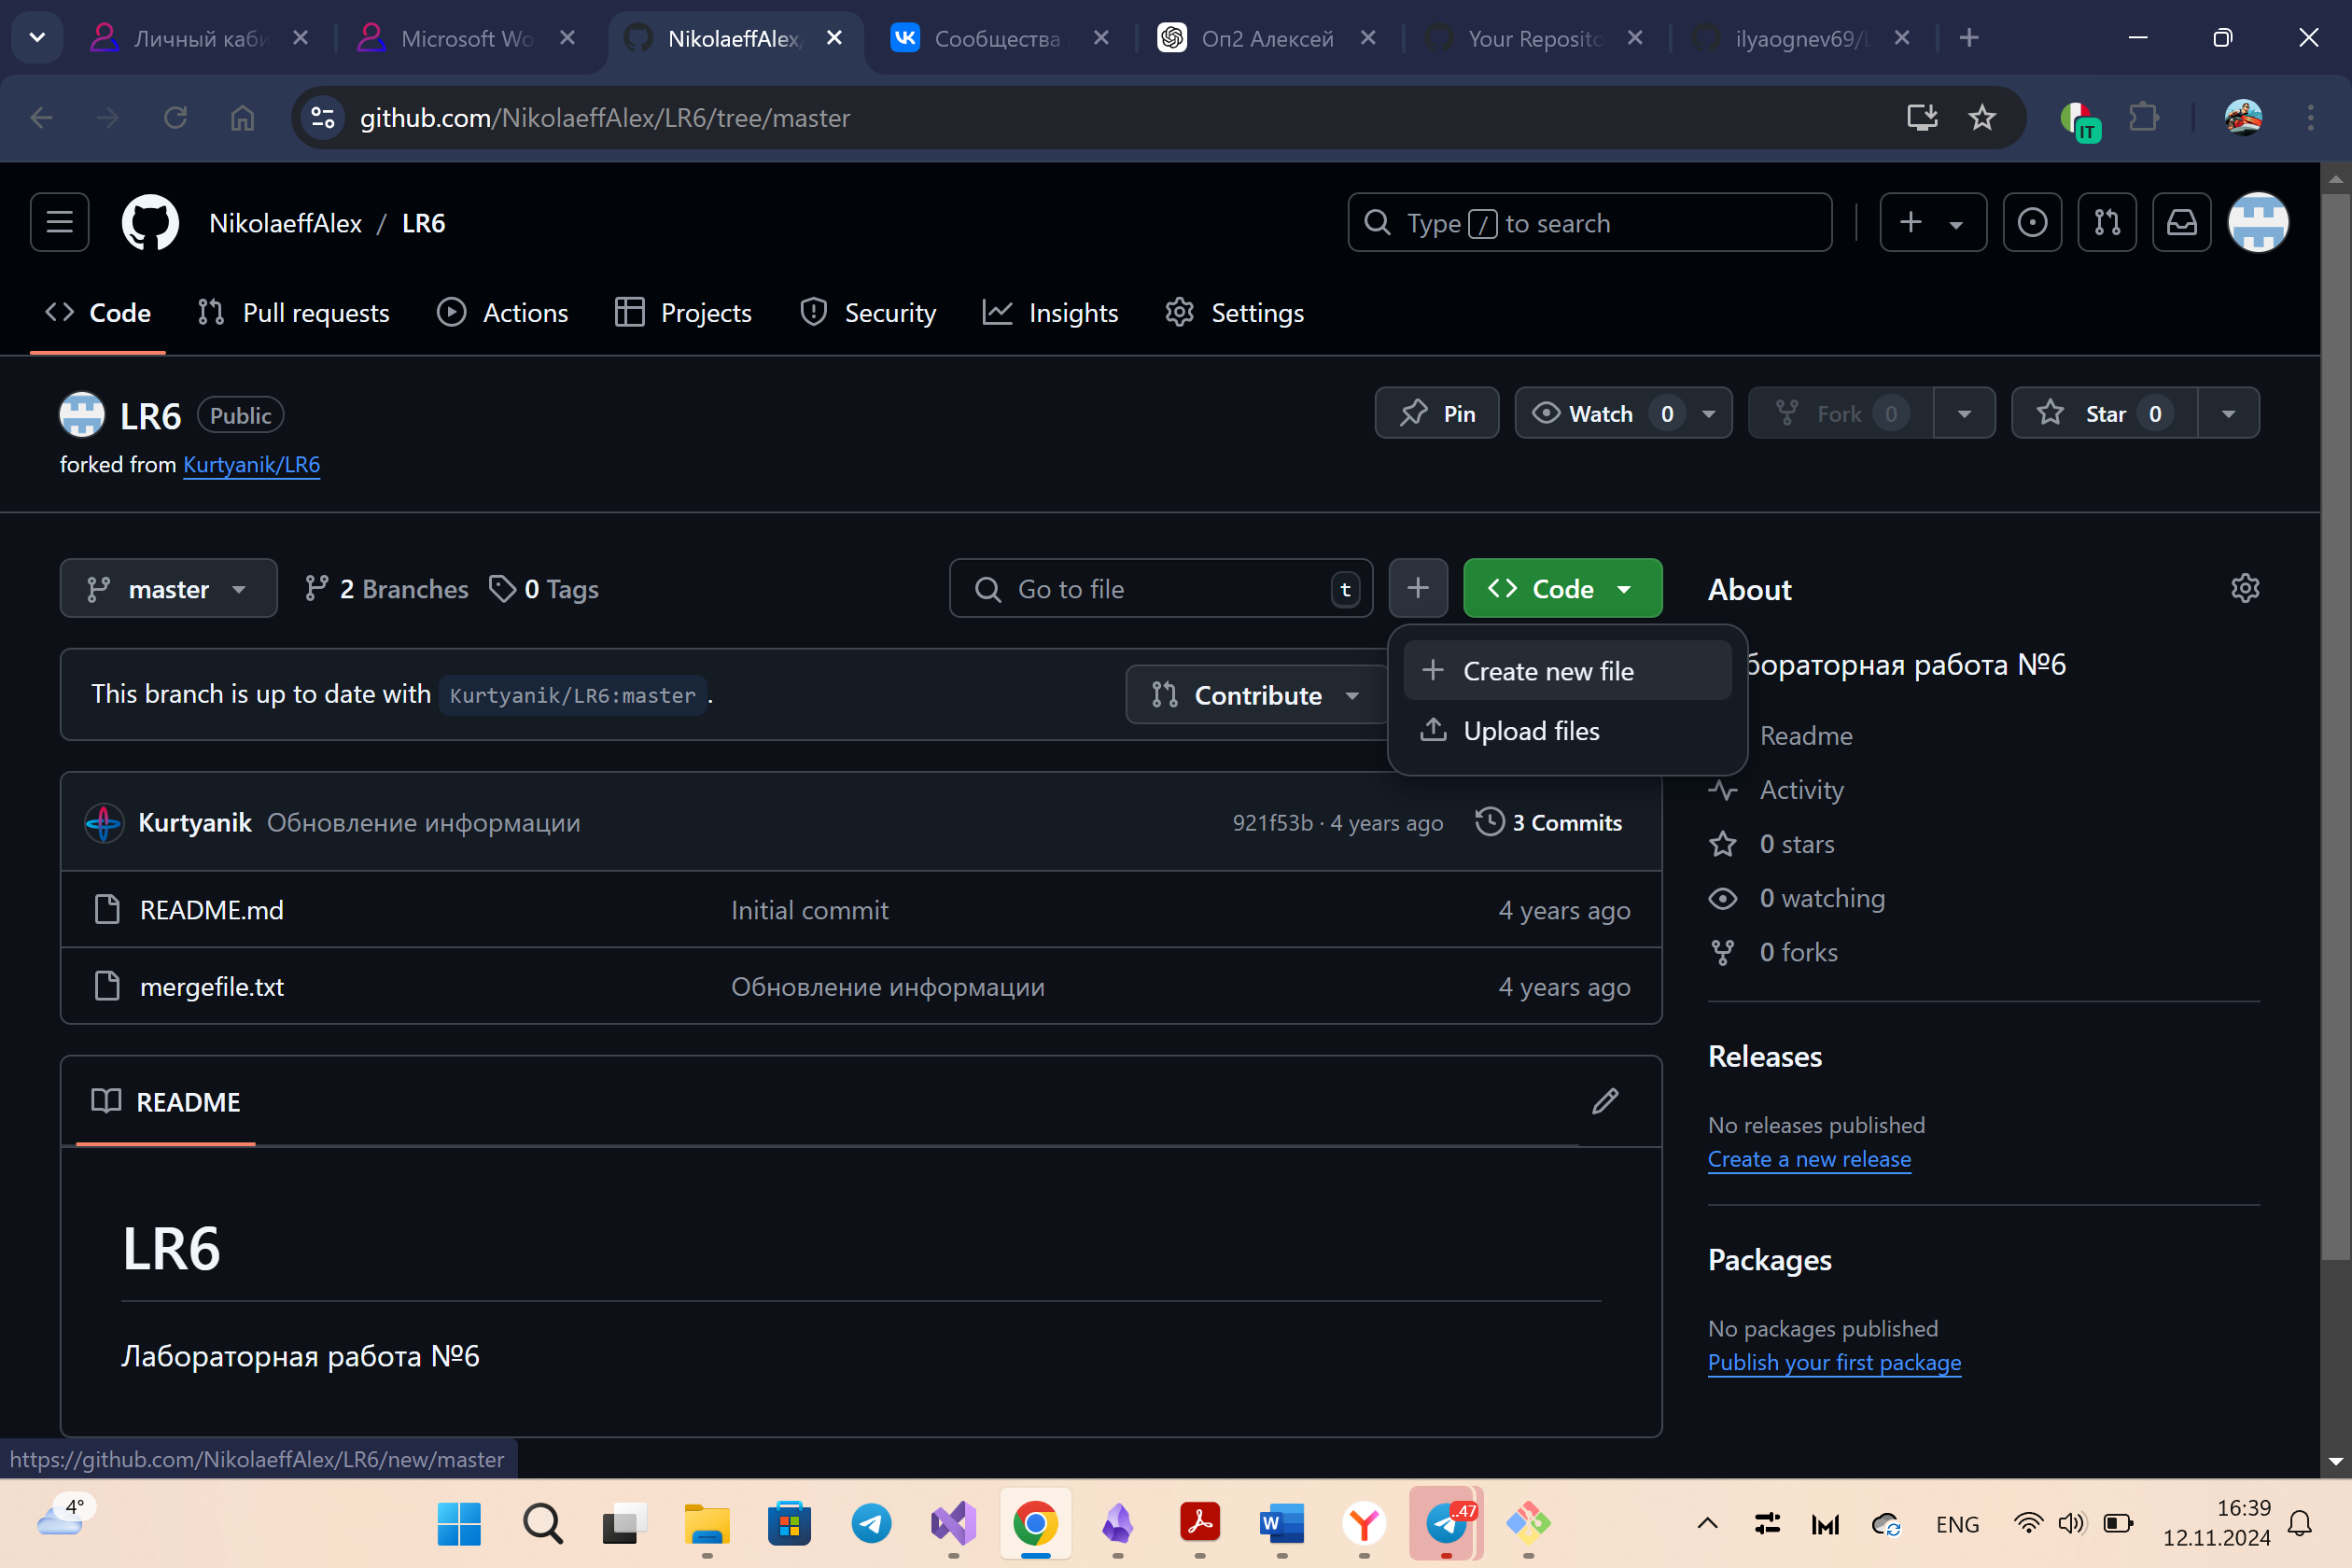 Личный каби
Microsoft Wo
NikolaeffAlex/
Сообщества
Оп2 Алексей
Your Reposito
ilyaognev69/L
github.com/NikolaeffAlex/LR6/tree/master
IT
NikolaeffAlex / LR6
Type / to search
Code
Pull requests
Actions
Projects
Security
Insights
Settings
LR6
Public
Pin
Watch 0
Fork 0
Star 0
forked from Kurtyanik/LR6
master
2 Branches
0 Tags
Go to file
t
Code
About
Create new file
Upload files
бораторная работа №6
This branch is up to date with Kurtyanik/LR6:master.
Contribute
Readme
Activity
Kurtyanik Обновление информации
921f53b · 4 years ago
3 Commits
0 stars
README.md
Initial commit
4 years ago
0 watching
0 forks
mergefile.txt
Обновление информации
4 years ago
README
Releases
No releases published
Create a new release
LR6
Packages
Лабораторная работа №6
No packages published
Publish your first package
https://github.com/NikolaeffAlex/LR6/new/master
4°
..47
ENG
16:39
12.11.2024